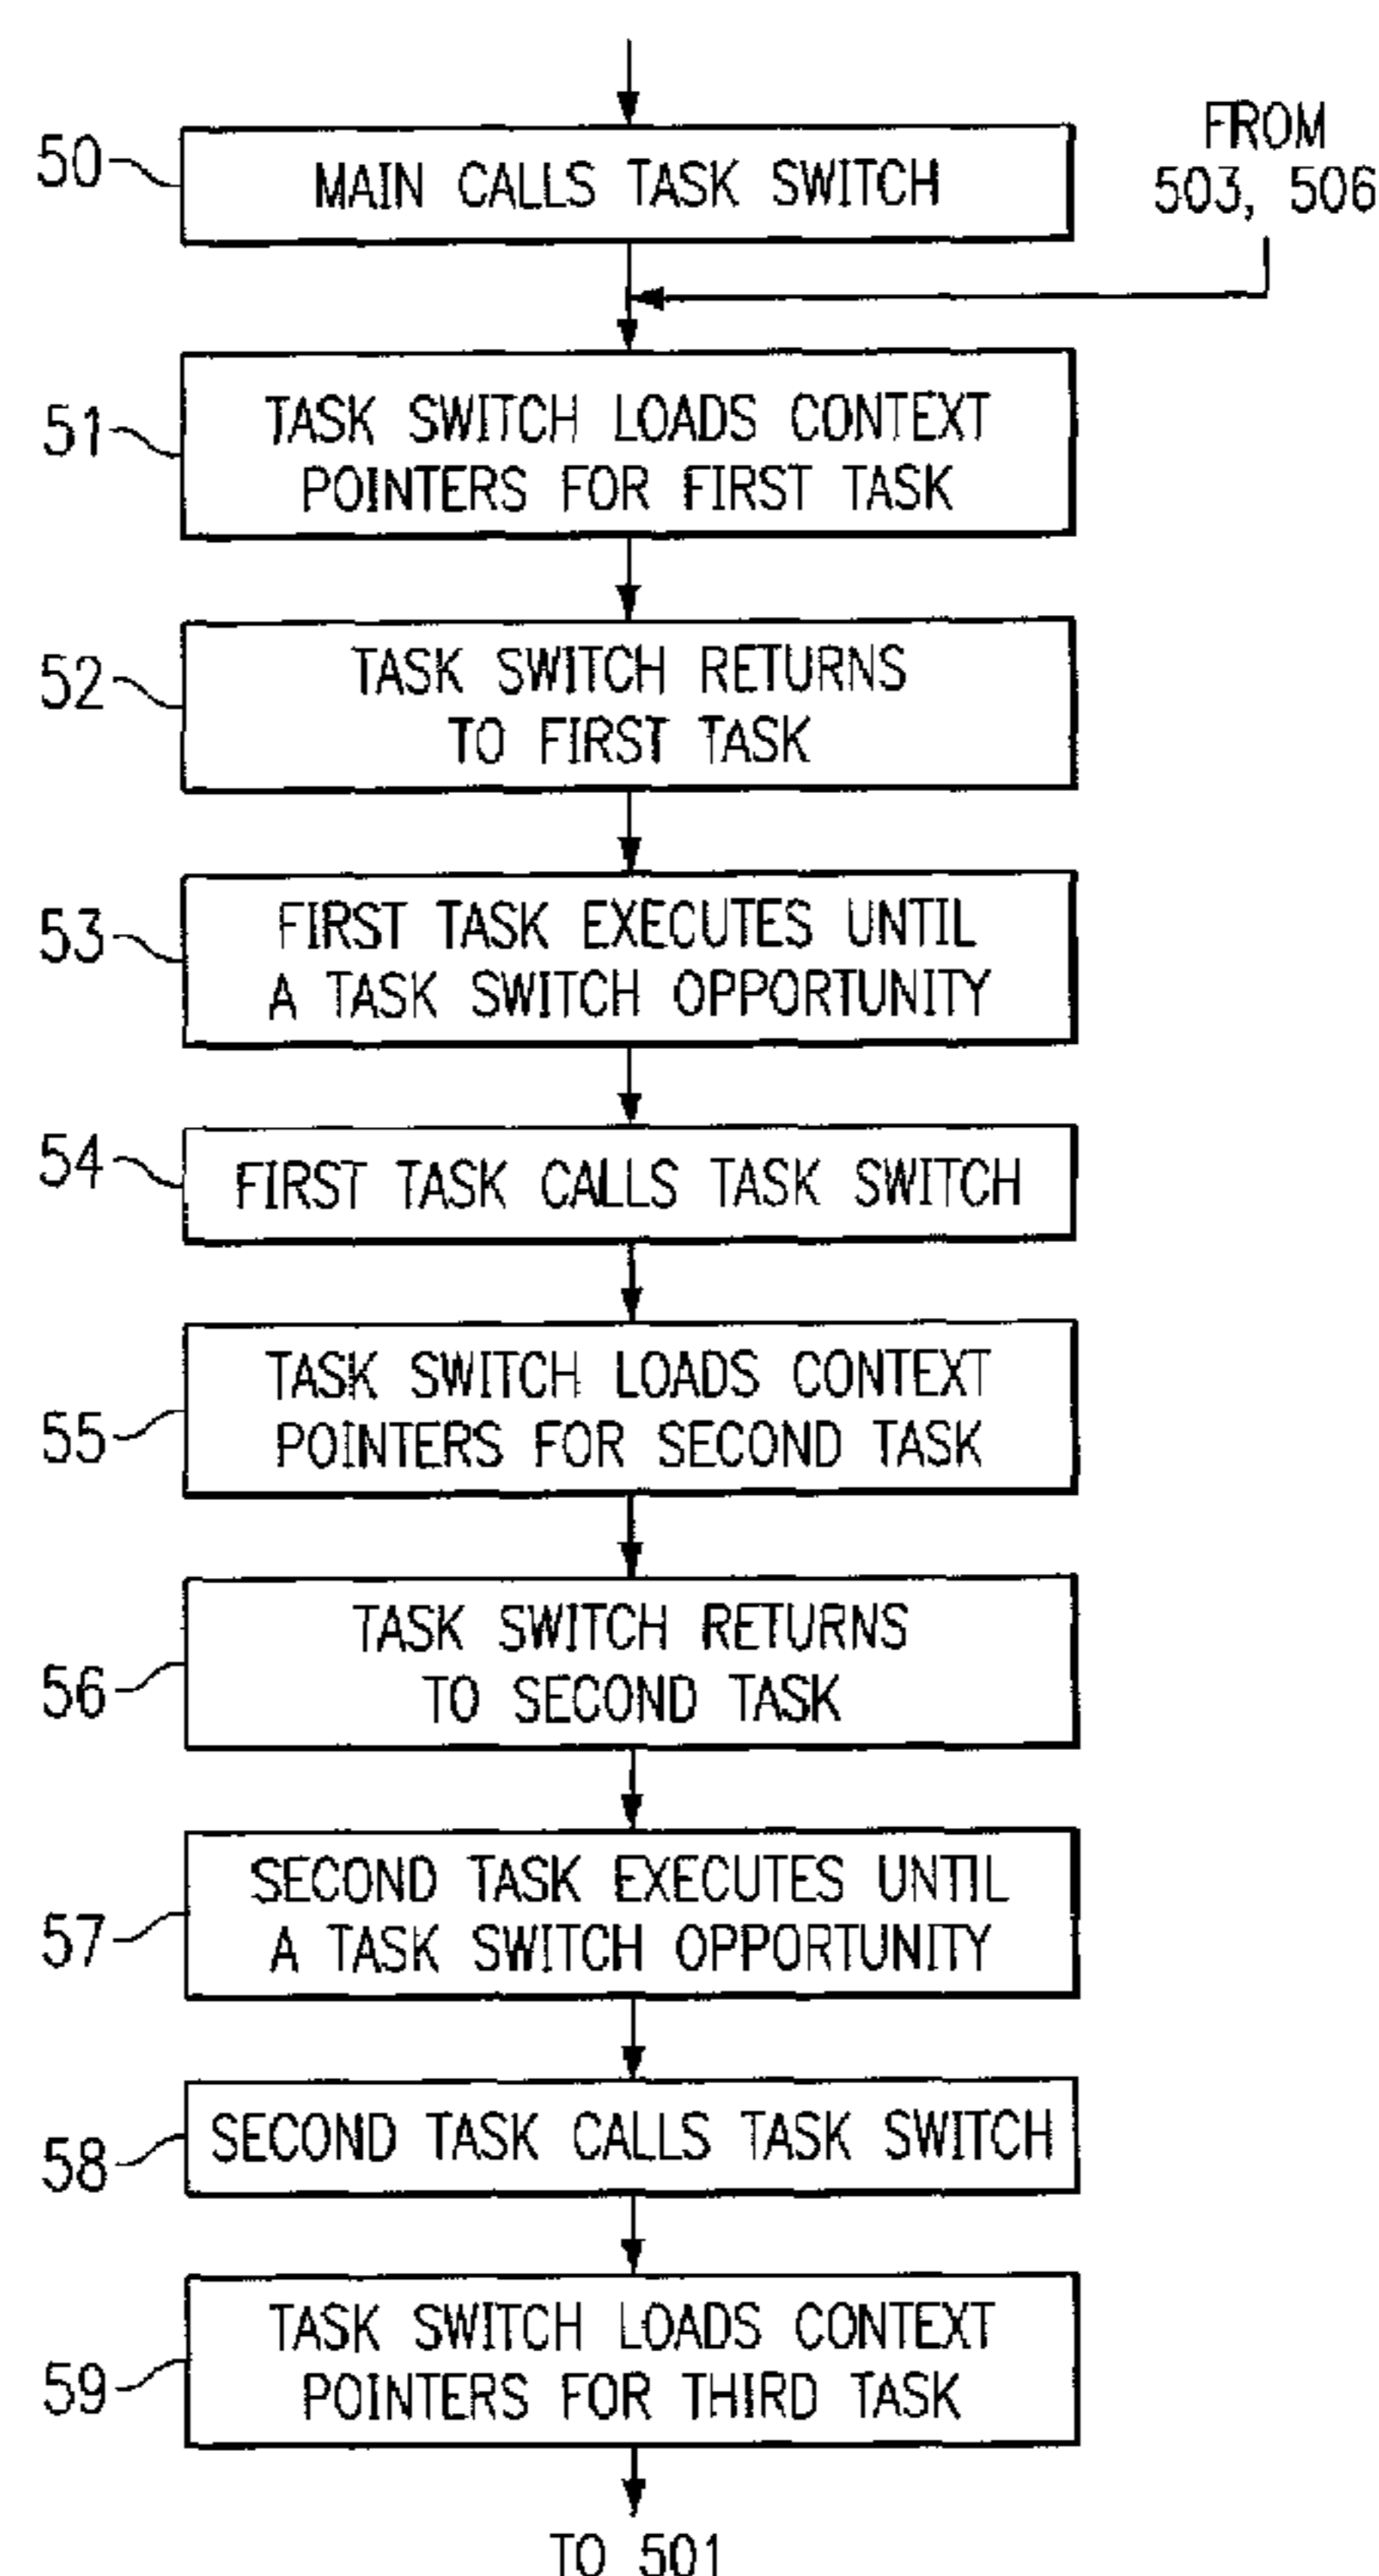 50
MAIN CALLS TASK SWITCH
FROM
503, 506
51
TASK SWITCH LOADS CONTEXT
POINTERS FOR FIRST TASK
52
TASK SWITCH RETURNS
TO FIRST TASK
53
FIRST TASK EXECUTES UNTIL
A TASK SWITCH OPPORTUNITY
54
FIRST TASK CALLS TASK SWITCH
55
TASK SWITCH LOADS CONTEXT
POINTERS FOR SECOND TASK
56
TASK SWITCH RETURNS
TO SECOND TASK
57
SECOND TASK EXECUTES UNTIL
A TASK SWITCH OPPORTUNITY
58
SECOND TASK CALLS TASK SWITCH
59
TASK SWITCH LOADS CONTEXT
POINTERS FOR THIRD TASK
TO 501